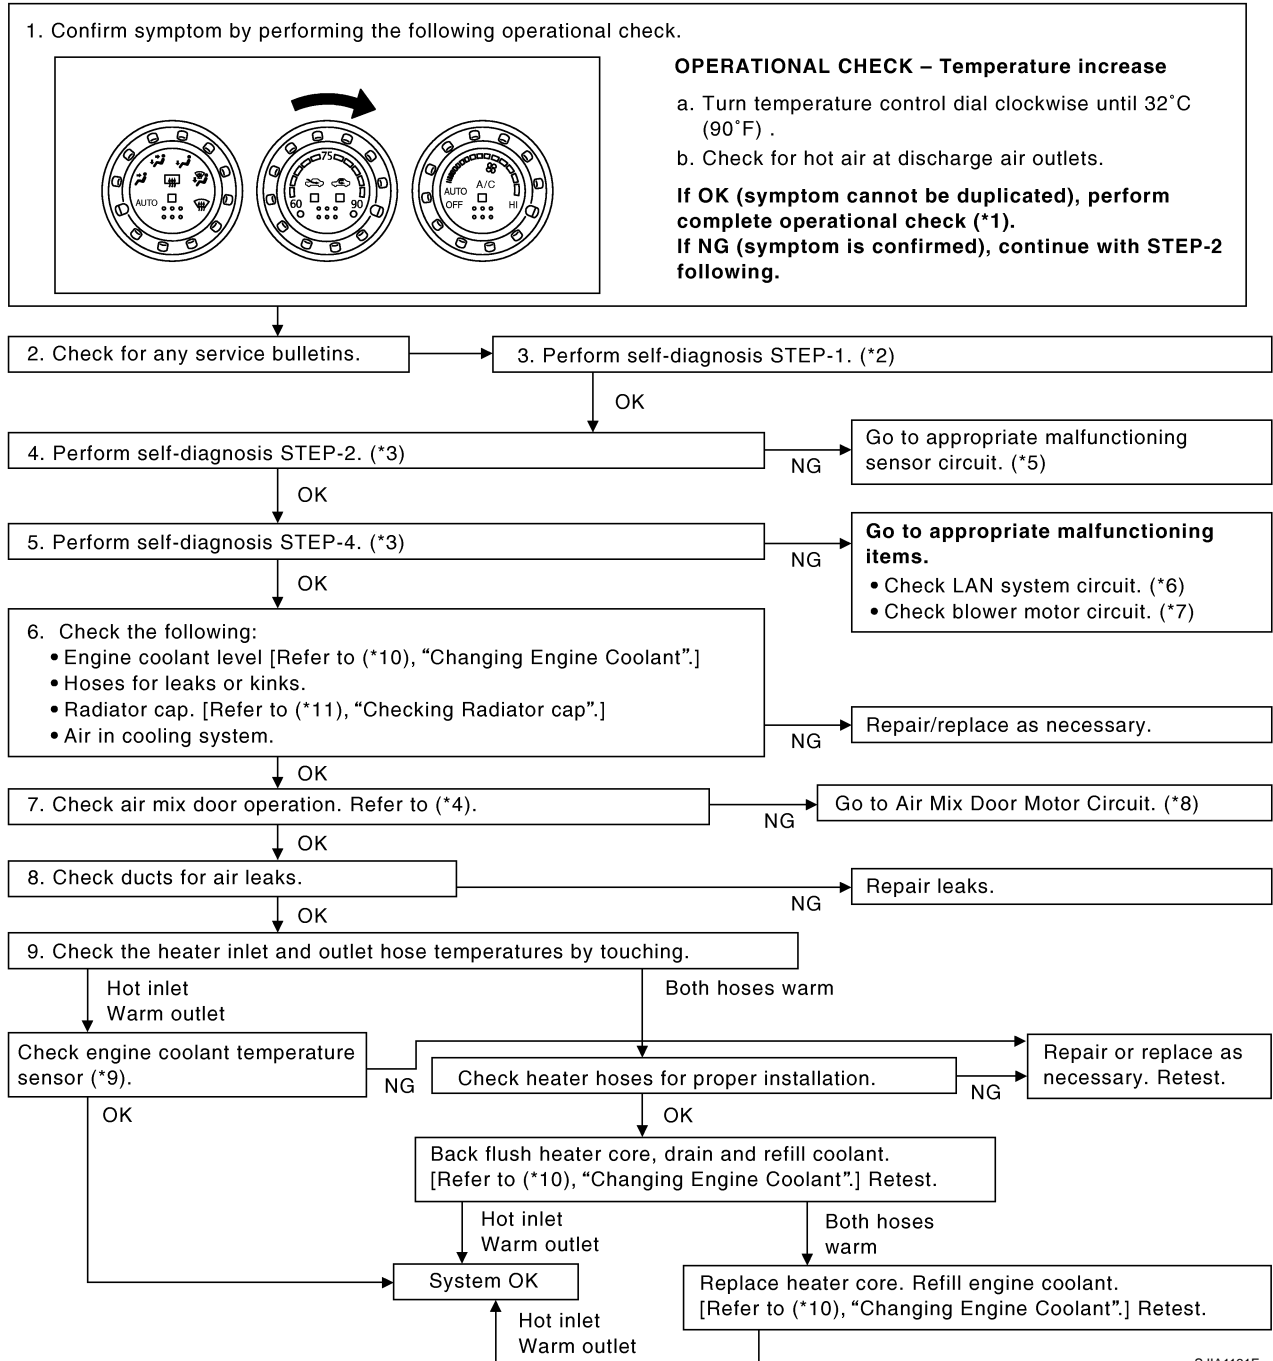 1. Confirm symptom by performing the following operational check.
OPERATIONAL CHECK – Temperature increase
a. Turn temperature control dial clockwise until 32˚C
(90˚F) .
b. Check for hot air at discharge air outlets.
If OK (symptom cannot be duplicated), perform
complete operational check (*1).
If NG (symptom is confirmed), continue with STEP-2
following.
AUTO
75
60
90
AUTO
A/C
OFF
HI
2. Check for any service bulletins.
3. Perform self-diagnosis STEP-1. (*2)
OK
4. Perform self-diagnosis STEP-2. (*3)
NG
Go to appropriate malfunctioning
sensor circuit. (*5)
OK
5. Perform self-diagnosis STEP-4. (*3)
NG
Go to appropriate malfunctioning
items.
• Check LAN system circuit. (*6)
• Check blower motor circuit. (*7)
OK
6. Check the following:
• Engine coolant level [Refer to (*10), “Changing Engine Coolant”.]
• Hoses for leaks or kinks.
• Radiator cap. [Refer to (*11), “Checking Radiator cap”.]
• Air in cooling system.
NG
Repair/replace as necessary.
OK
7. Check air mix door operation. Refer to (*4).
NG
Go to Air Mix Door Motor Circuit. (*8)
OK
8. Check ducts for air leaks.
NG
Repair leaks.
OK
9. Check the heater inlet and outlet hose temperatures by touching.
Hot inlet
Warm outlet
Both hoses warm
Check engine coolant temperature
sensor (*9).
NG
Check heater hoses for proper installation.
NG
Repair or replace as
necessary. Retest.
OK
OK
Back flush heater core, drain and refill coolant.
[Refer to (*10), “Changing Engine Coolant”.] Retest.
Hot inlet
Warm outlet
Both hoses
warm
System OK
Replace heater core. Refill engine coolant.
[Refer to (*10), “Changing Engine Coolant”.] Retest.
Hot inlet
Warm outlet